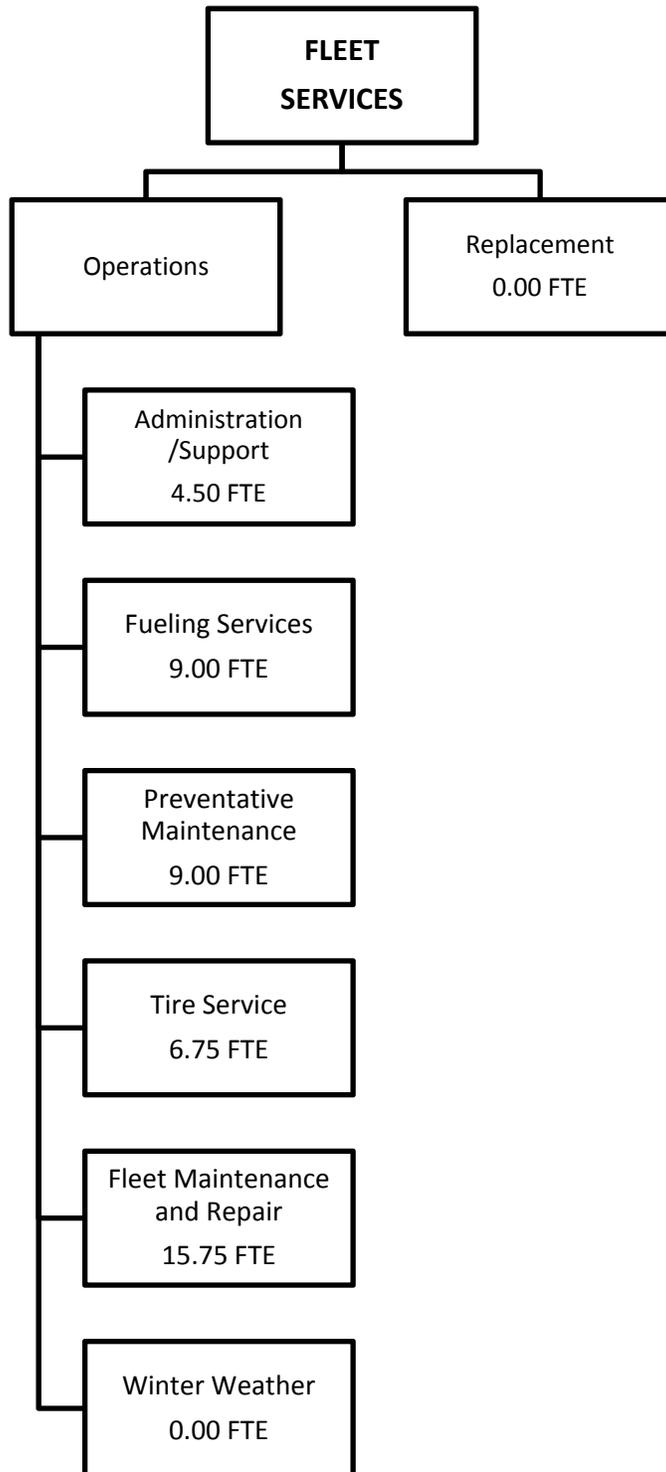 FLEET
SERVICES
Operations
Replacement
0.00 FTE
Administration
/Support
4.50 FTE
Fueling Services
9.00 FTE
Preventative
Maintenance
9.00 FTE
Tire Service
6.75 FTE
Fleet Maintenance
and Repair
15.75 FTE
Winter Weather
0.00 FTE